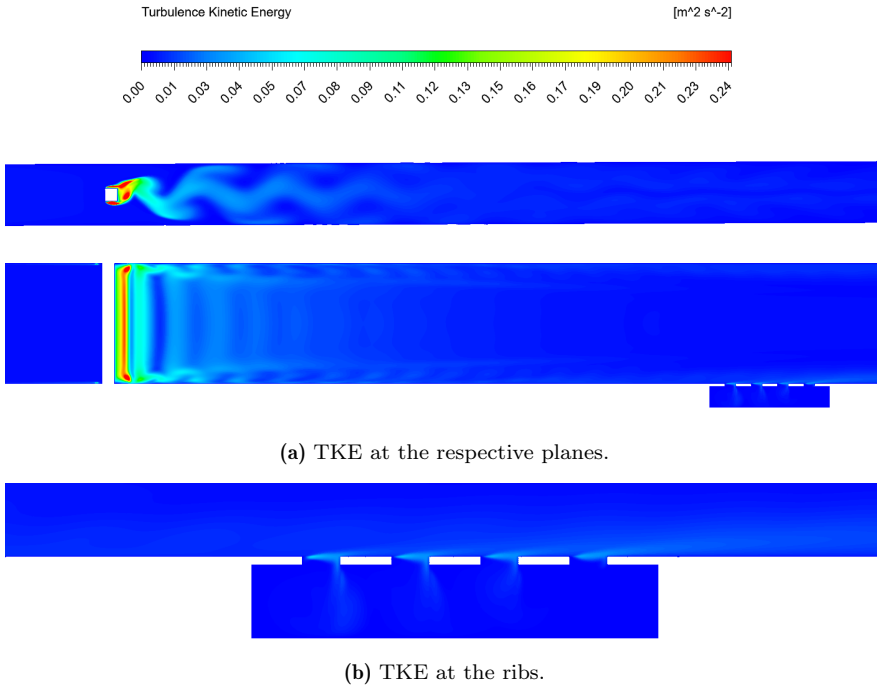 Turbulence Kinetic Energy [m^2 s^-2]
0.00 0.01 0.03 0.04 0.05 0.07 0.08 0.09 0.11 0.12 0.13 0.15 0.16 0.17 0.19 0.20 0.21 0.23 0.24
(a) TKE at the respective planes.
(b) TKE at the ribs.